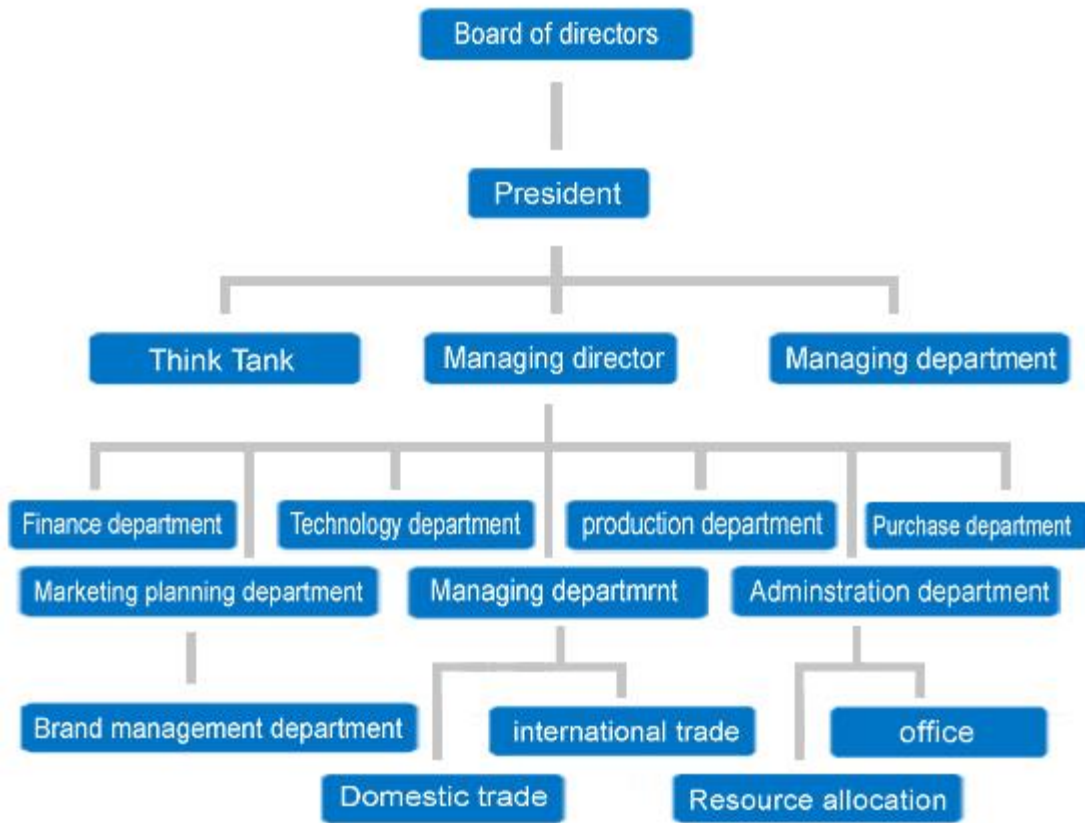 Board of directors
President
Think Tank
Managing director
Managing department
Finance department
Technology department
production department
Purchase department
Marketing planning department
Managing departmrnt
Adminstration department
Brand management department
international trade
office
Domestic trade
Resource allocation